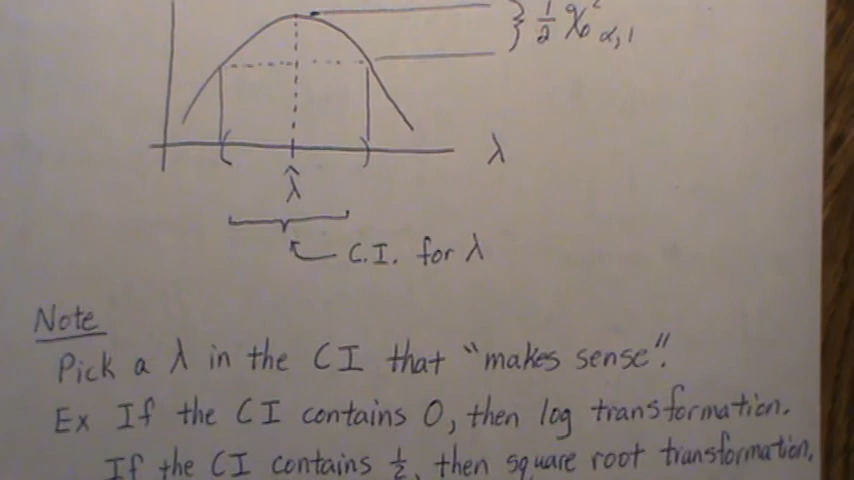 } ½ χ² α,1
λ
λ̂
C.I. for λ
Note
Pick a λ in the CI that "makes sense".
Ex If the CI contains 0, then log transformation.
If the CI contains ½, then square root transformation.